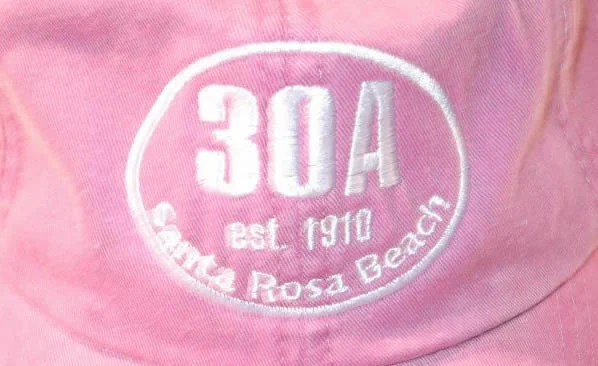 30A
est. 1910
Santa Rosa Beach